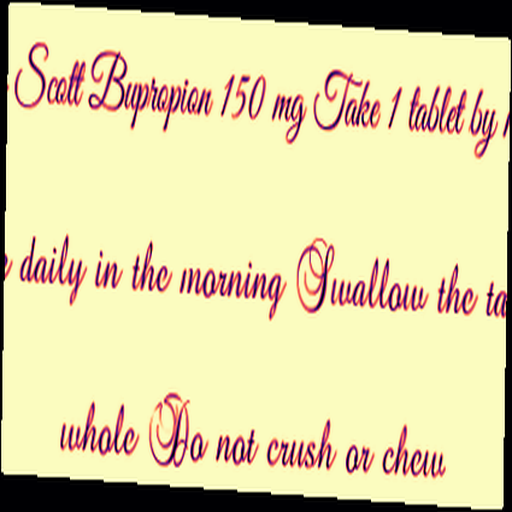 Scott Bupropion 150 mg Take 1 tablet by
daily in the morning Swallow the
whole Do not crush or chew